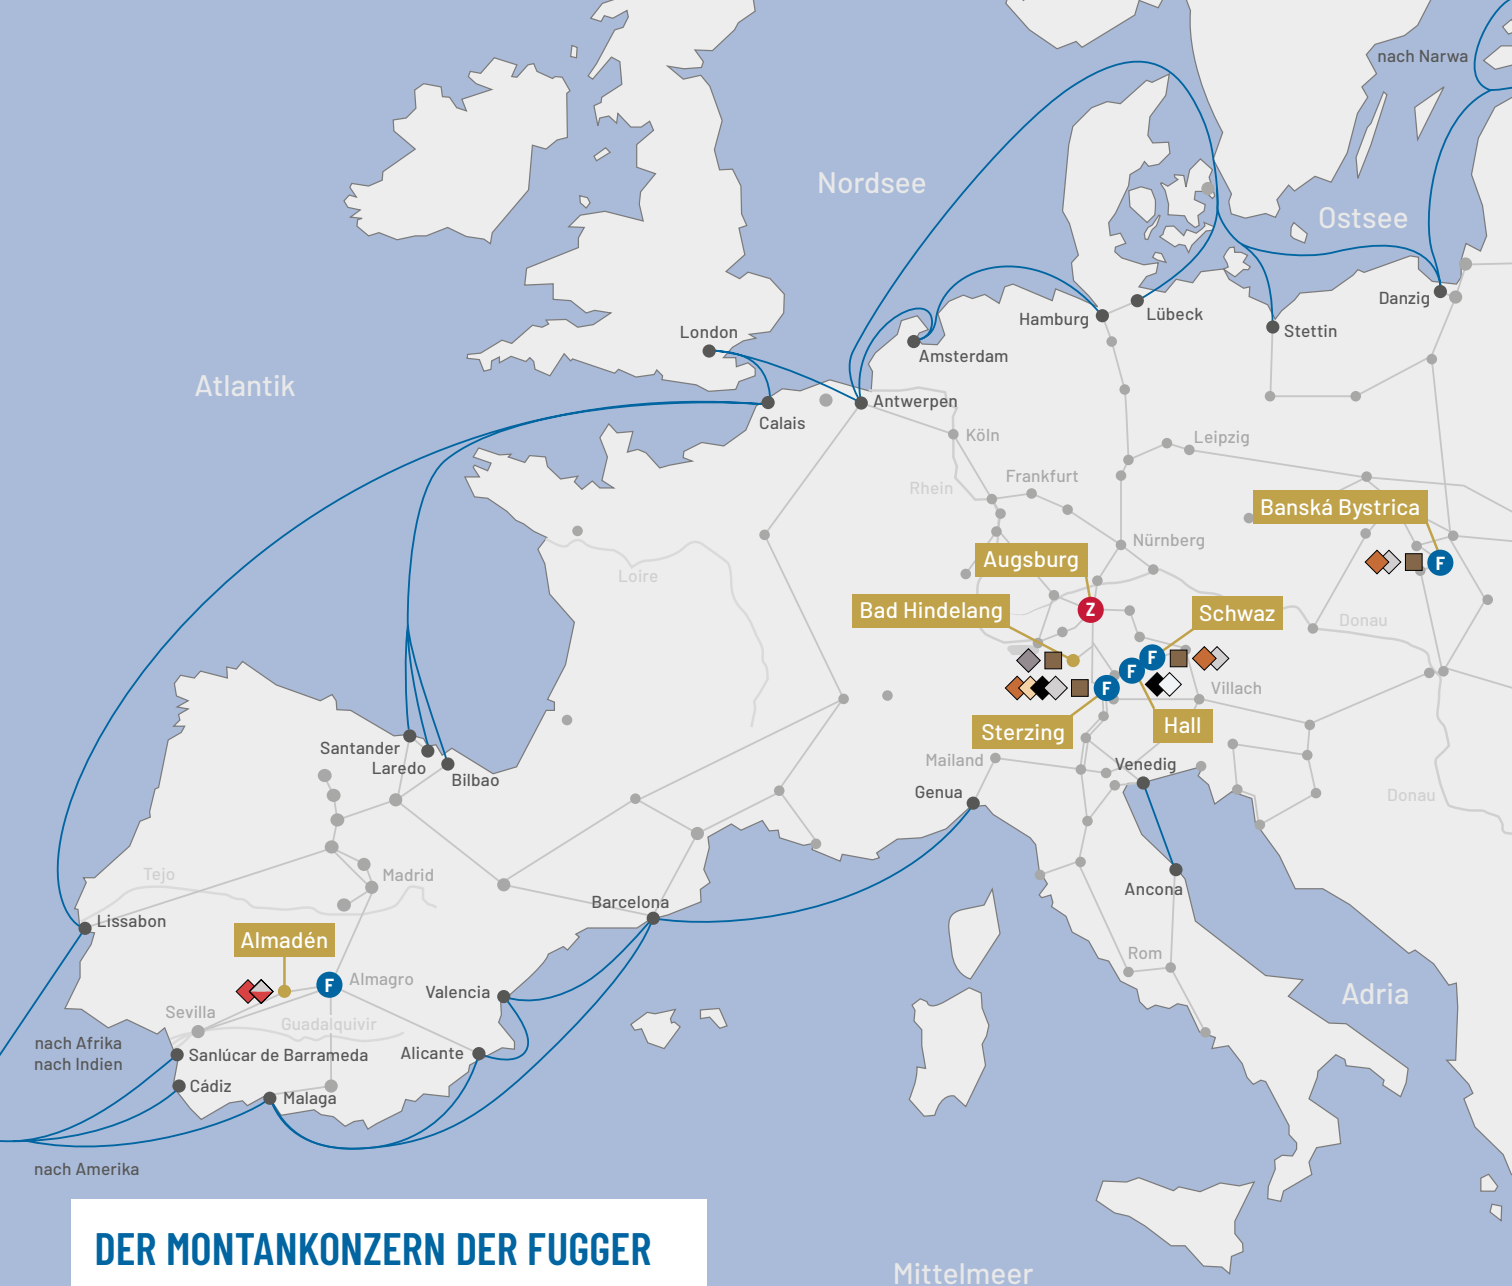 nach Narwa
Nordsee
Ostsee
Danzig
Hamburg
Lübeck
London
Stettin
Amsterdam
Atlantik
Antwerpen
Calais
Köln
Leipzig
Frankfurt
Rhein
Banská Bystrica
Nürnberg
Augsburg
F
Loire
Bad Hindelang
Z
Schwaz
Donau
F
F
F
Villach
Sterzing
Hall
Santander
Laredo
Bilbao
Mailand
Venedig
Genua
Donau
Tejo
Madrid
Ancona
Barcelona
Lissabon
Almadén
Rom
F
Almagro
Valencia
Adria
Sevilla
Guadalquivir
nach Afrika
nach Indien
Sanlúcar de Barrameda
Alicante
Cádiz
Malaga
nach Amerika
DER MONTANKONZERN DER FUGGER
Mittelmeer